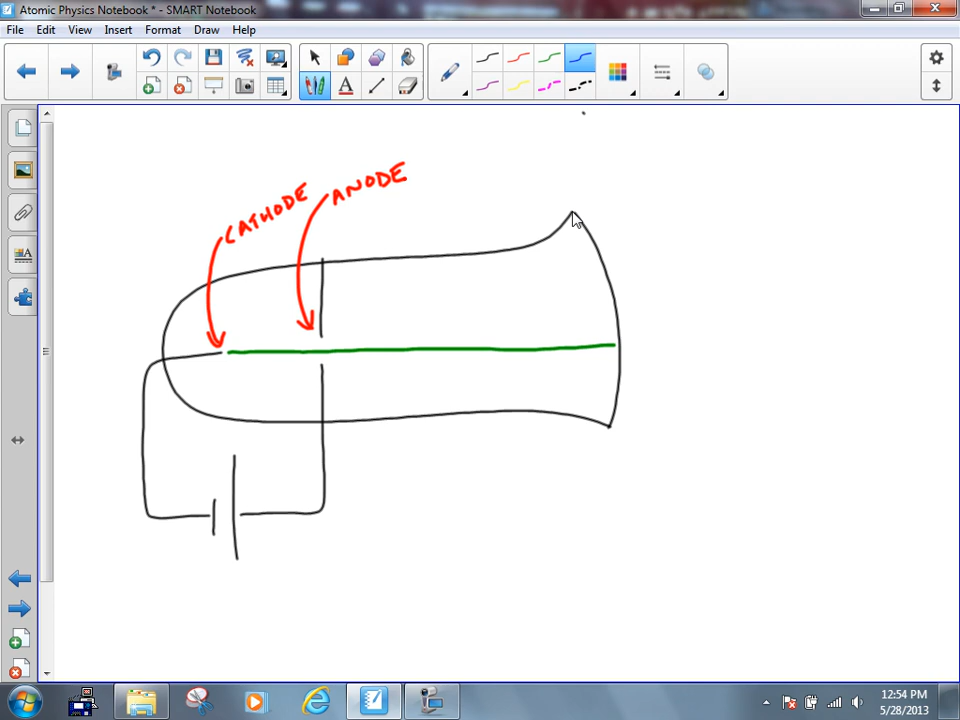 Atomic Physics Notebook * - SMART Notebook
File Edit View Insert Format Draw Help
CATHODE
ANODE
12:54 PM
5/28/2013